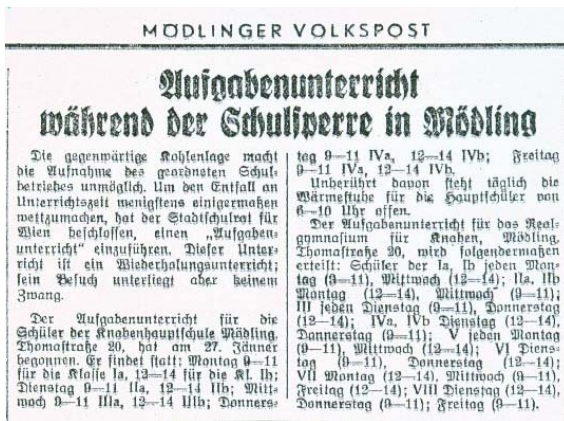 MÖDLINGER VOLKSPOST
Aufgabenunterricht
während der Schulsperre in Mödling
Die gegenwärtige Kohlenlage macht
die Aufnahme des geordneten Schul-
betriebes unmöglich. Um den Entfall an
Unterrichtszeit wenigstens einigermaßen
wettzumachen, hat der Stadtschulrat für
Wien beschlossen, einen „Aufgaben-
unterricht“ einzuführen. Dieser Unter-
richt ist ein Wiederholungsunterricht;
sein Besuch unterliegt aber keinem
Zwang.
Der Aufgabenunterricht für die
Schüler der Knabenhauptschule Mödling,
Thomastraße 20, hat am 27. Jänner
begonnen. Er findet statt: Montag 9—11
für die Klasse Ia, 12—14 für die Kl. Ib;
Dienstag 9—11 IIa, 12—14 IIb; Mitt-
woch 9—11 IIIa, 12—14 IIIb; Donners-
tag 9—11 IVa, 12—14 IVb; Freitag
9—11 IVa, 12—14 IVb.
Unberührt davon steht täglich die
Wärmestube für die Hauptschüler von
6—10 Uhr offen.
Der Aufgabenunterricht für das Real-
gymnasium für Knaben, Mödling,
Thomastraße 20, wird folgendermaßen
erteilt: Schüler der Ia, Ib jeden Mon-
tag (9—11), Mittwoch (12—14); IIa, IIb
Montag (12—14), Mittwoch (9—11);
III jeden Dienstag (9—11), Donnerstag
(12—14); IVa, IVb Dienstag (12—14),
Donnerstag (9—11); V jeden Montag
(9—11), Mittwoch (12—14); VI Diens-
tag (9—11), Donnerstag (12—14);
VII Montag (12—14), Mittwoch (9—11),
Freitag (12—14); VIII Dienstag (12—14),
Donnerstag (9—11); Freitag (9—11).